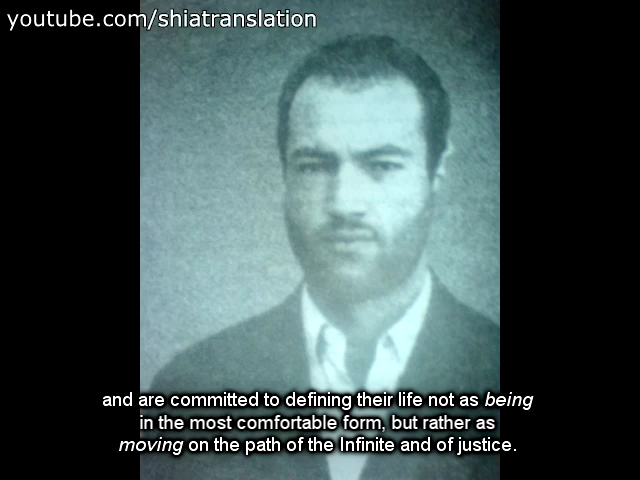 youtube.com/shiatranslation
and are committed to defining their life not as being
in the most comfortable form, but rather as
moving on the path of the Infinite and of justice.